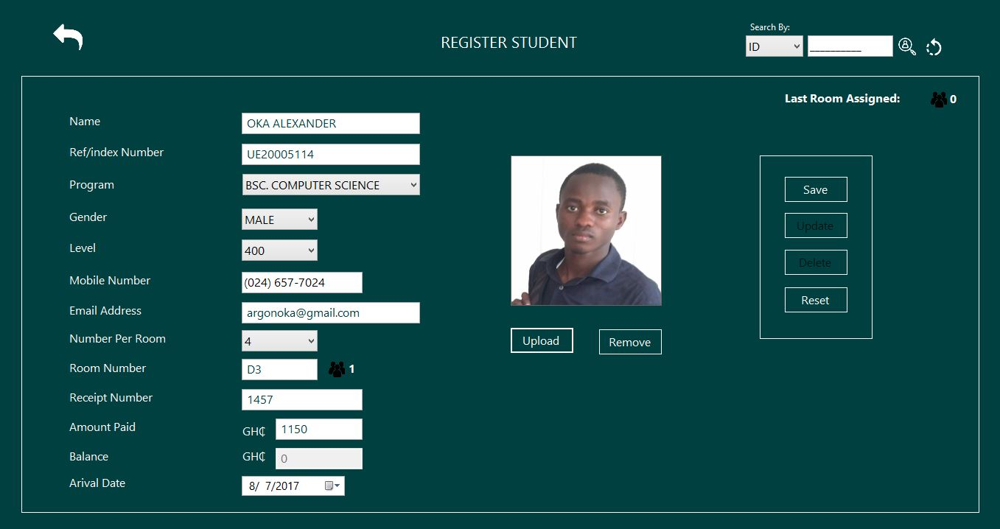 Search By:
REGISTER STUDENT
ID __________
Last Room Assigned: 0
Name OKA ALEXANDER
Ref/index Number UE20005114
Program BSC. COMPUTER SCIENCE
Gender MALE
Level 400
Mobile Number (024) 657-7024
Email Address argonoka@gmail.com
Number Per Room 4
Room Number D3 1
Receipt Number 1457
Amount Paid GH₵ 1150
Balance GH₵ 0
Arival Date 8/ 7/2017
Upload Remove
Save
Update
Delete
Reset